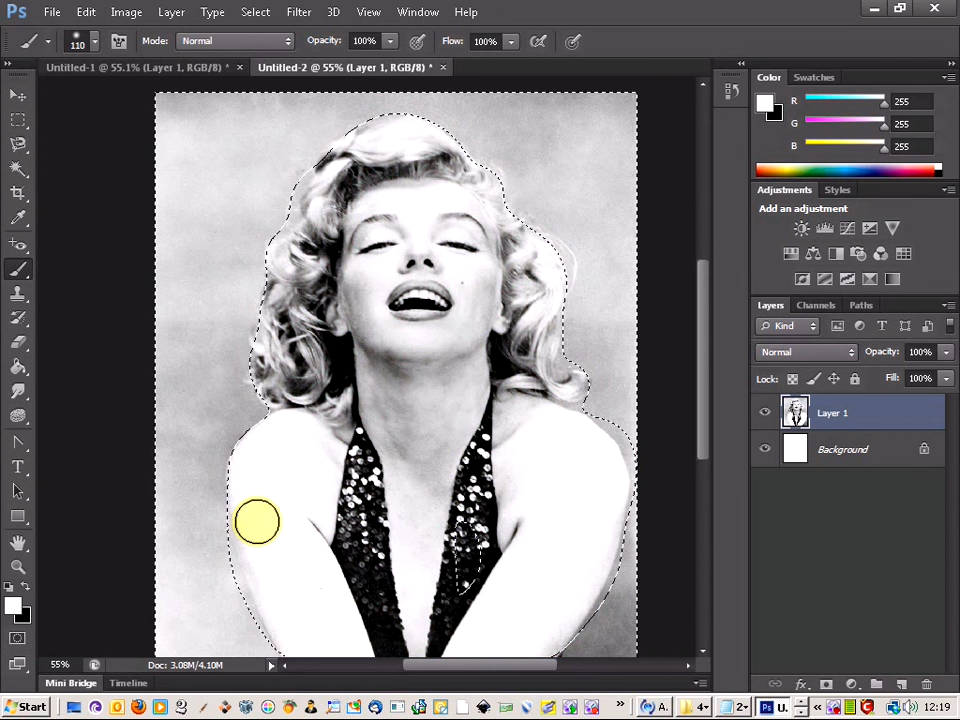 Ps File Edit Image Layer Type Select Filter 3D View Window Help
110 Mode: Normal Opacity: 100% Flow: 100%
Untitled-1 @ 55.1% (Layer 1, RGB/8) * × Untitled-2 @ 55% (Layer 1, RGB/8) * ×
Color Swatches
R 255
G 255
B 255
Adjustments Styles
Add an adjustment
Layers Channels Paths
Kind
Normal Opacity: 100%
Lock: Fill: 100%
Layer 1
Background
55% Doc: 3.08M/4.10M
Mini Bridge Timeline
Start A. 4 2 Ps U. 12:19